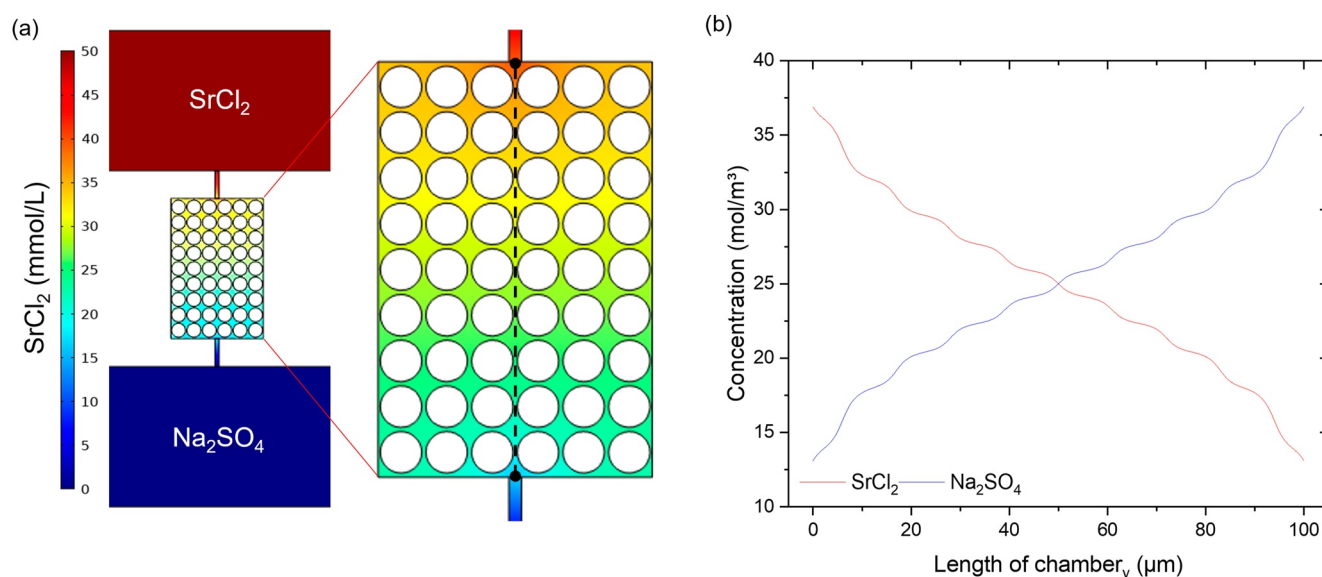 (a)
SrCl₂ (mmol/L)
50
45
40
35
30
25
20
15
10
5
0
SrCl₂
Na₂SO₄
(b)
Concentration (mol/m³)
40
35
30
25
20
15
10
SrCl₂ Na₂SO₄
0 20 40 60 80 100
Length of chamberᵧ (µm)